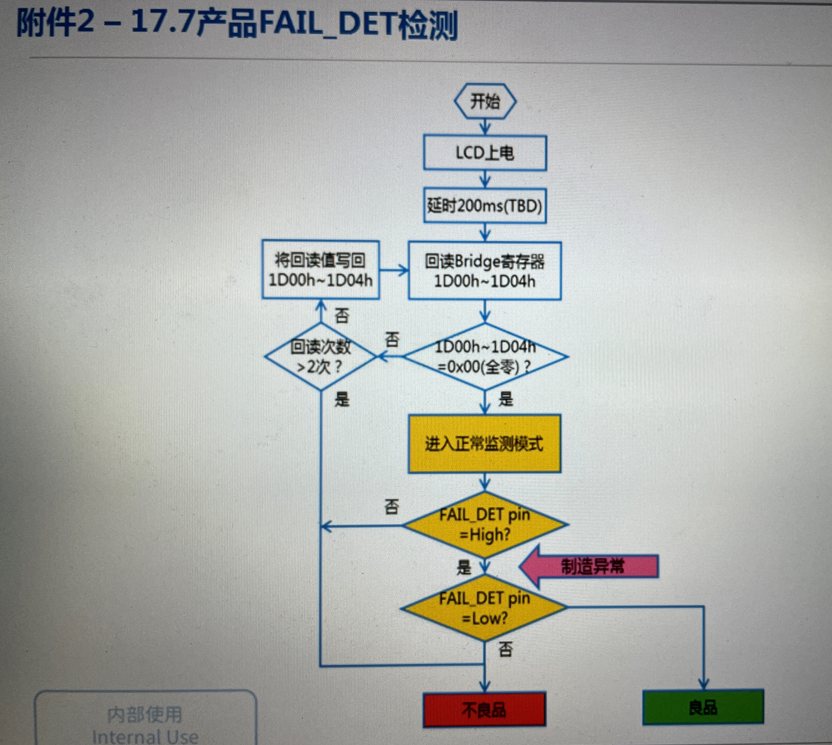 附件2 – 17.7产品FAIL_DET检测
开始
LCD上电
延时200ms(TBD)
将回读值写回
1D00h~1D04h
回读Bridge寄存器
1D00h~1D04h
否
回读次数
>2次？
否
1D00h~1D04h
=0x00(全零)？
是
是
进入正常监测模式
否
FAIL_DET pin
=High?
是
制造异常
FAIL_DET pin
=Low?
否
不良品
良品
内部使用
Internal Use